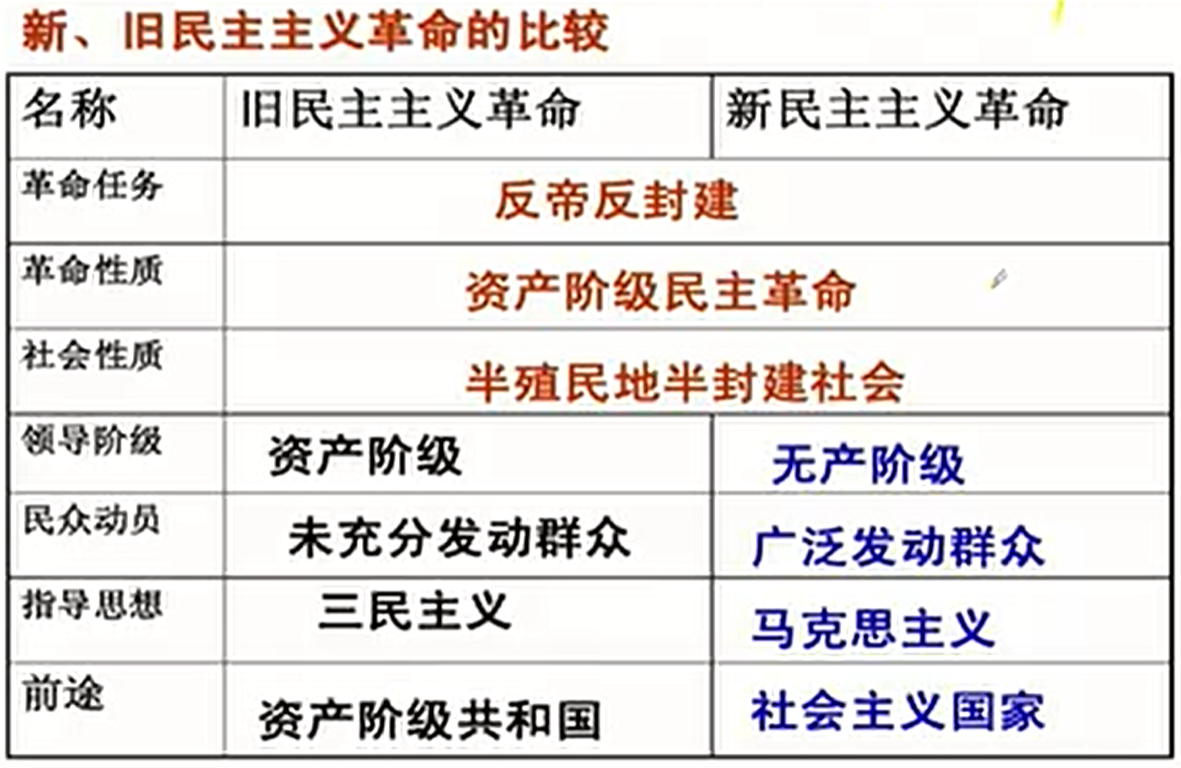 新、旧民主主义革命的比较
名称 旧民主主义革命 新民主主义革命
革命任务 反帝反封建
革命性质 资产阶级民主革命
社会性质 半殖民地半封建社会
领导阶级 资产阶级 无产阶级
民众动员 未充分发动群众 广泛发动群众
指导思想 三民主义 马克思主义
前途 资产阶级共和国 社会主义国家